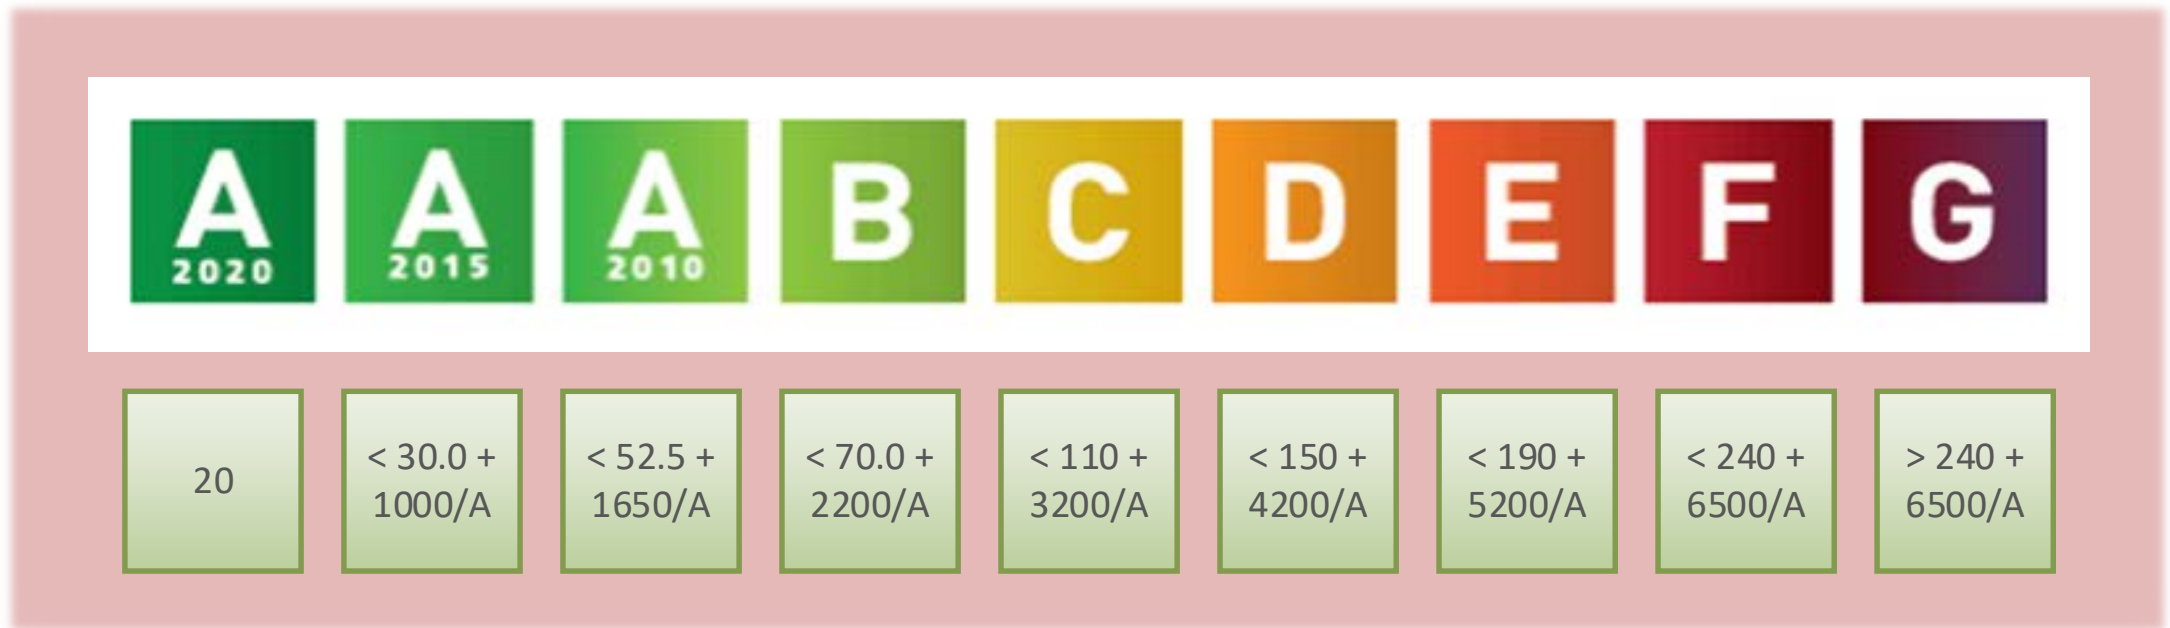 A A A B C D E F G
2020 2015 2010
20
< 30.0 +
1000/A
< 52.5 +
1650/A
< 70.0 +
2200/A
< 110 +
3200/A
< 150 +
4200/A
< 190 +
5200/A
< 240 +
6500/A
> 240 +
6500/A